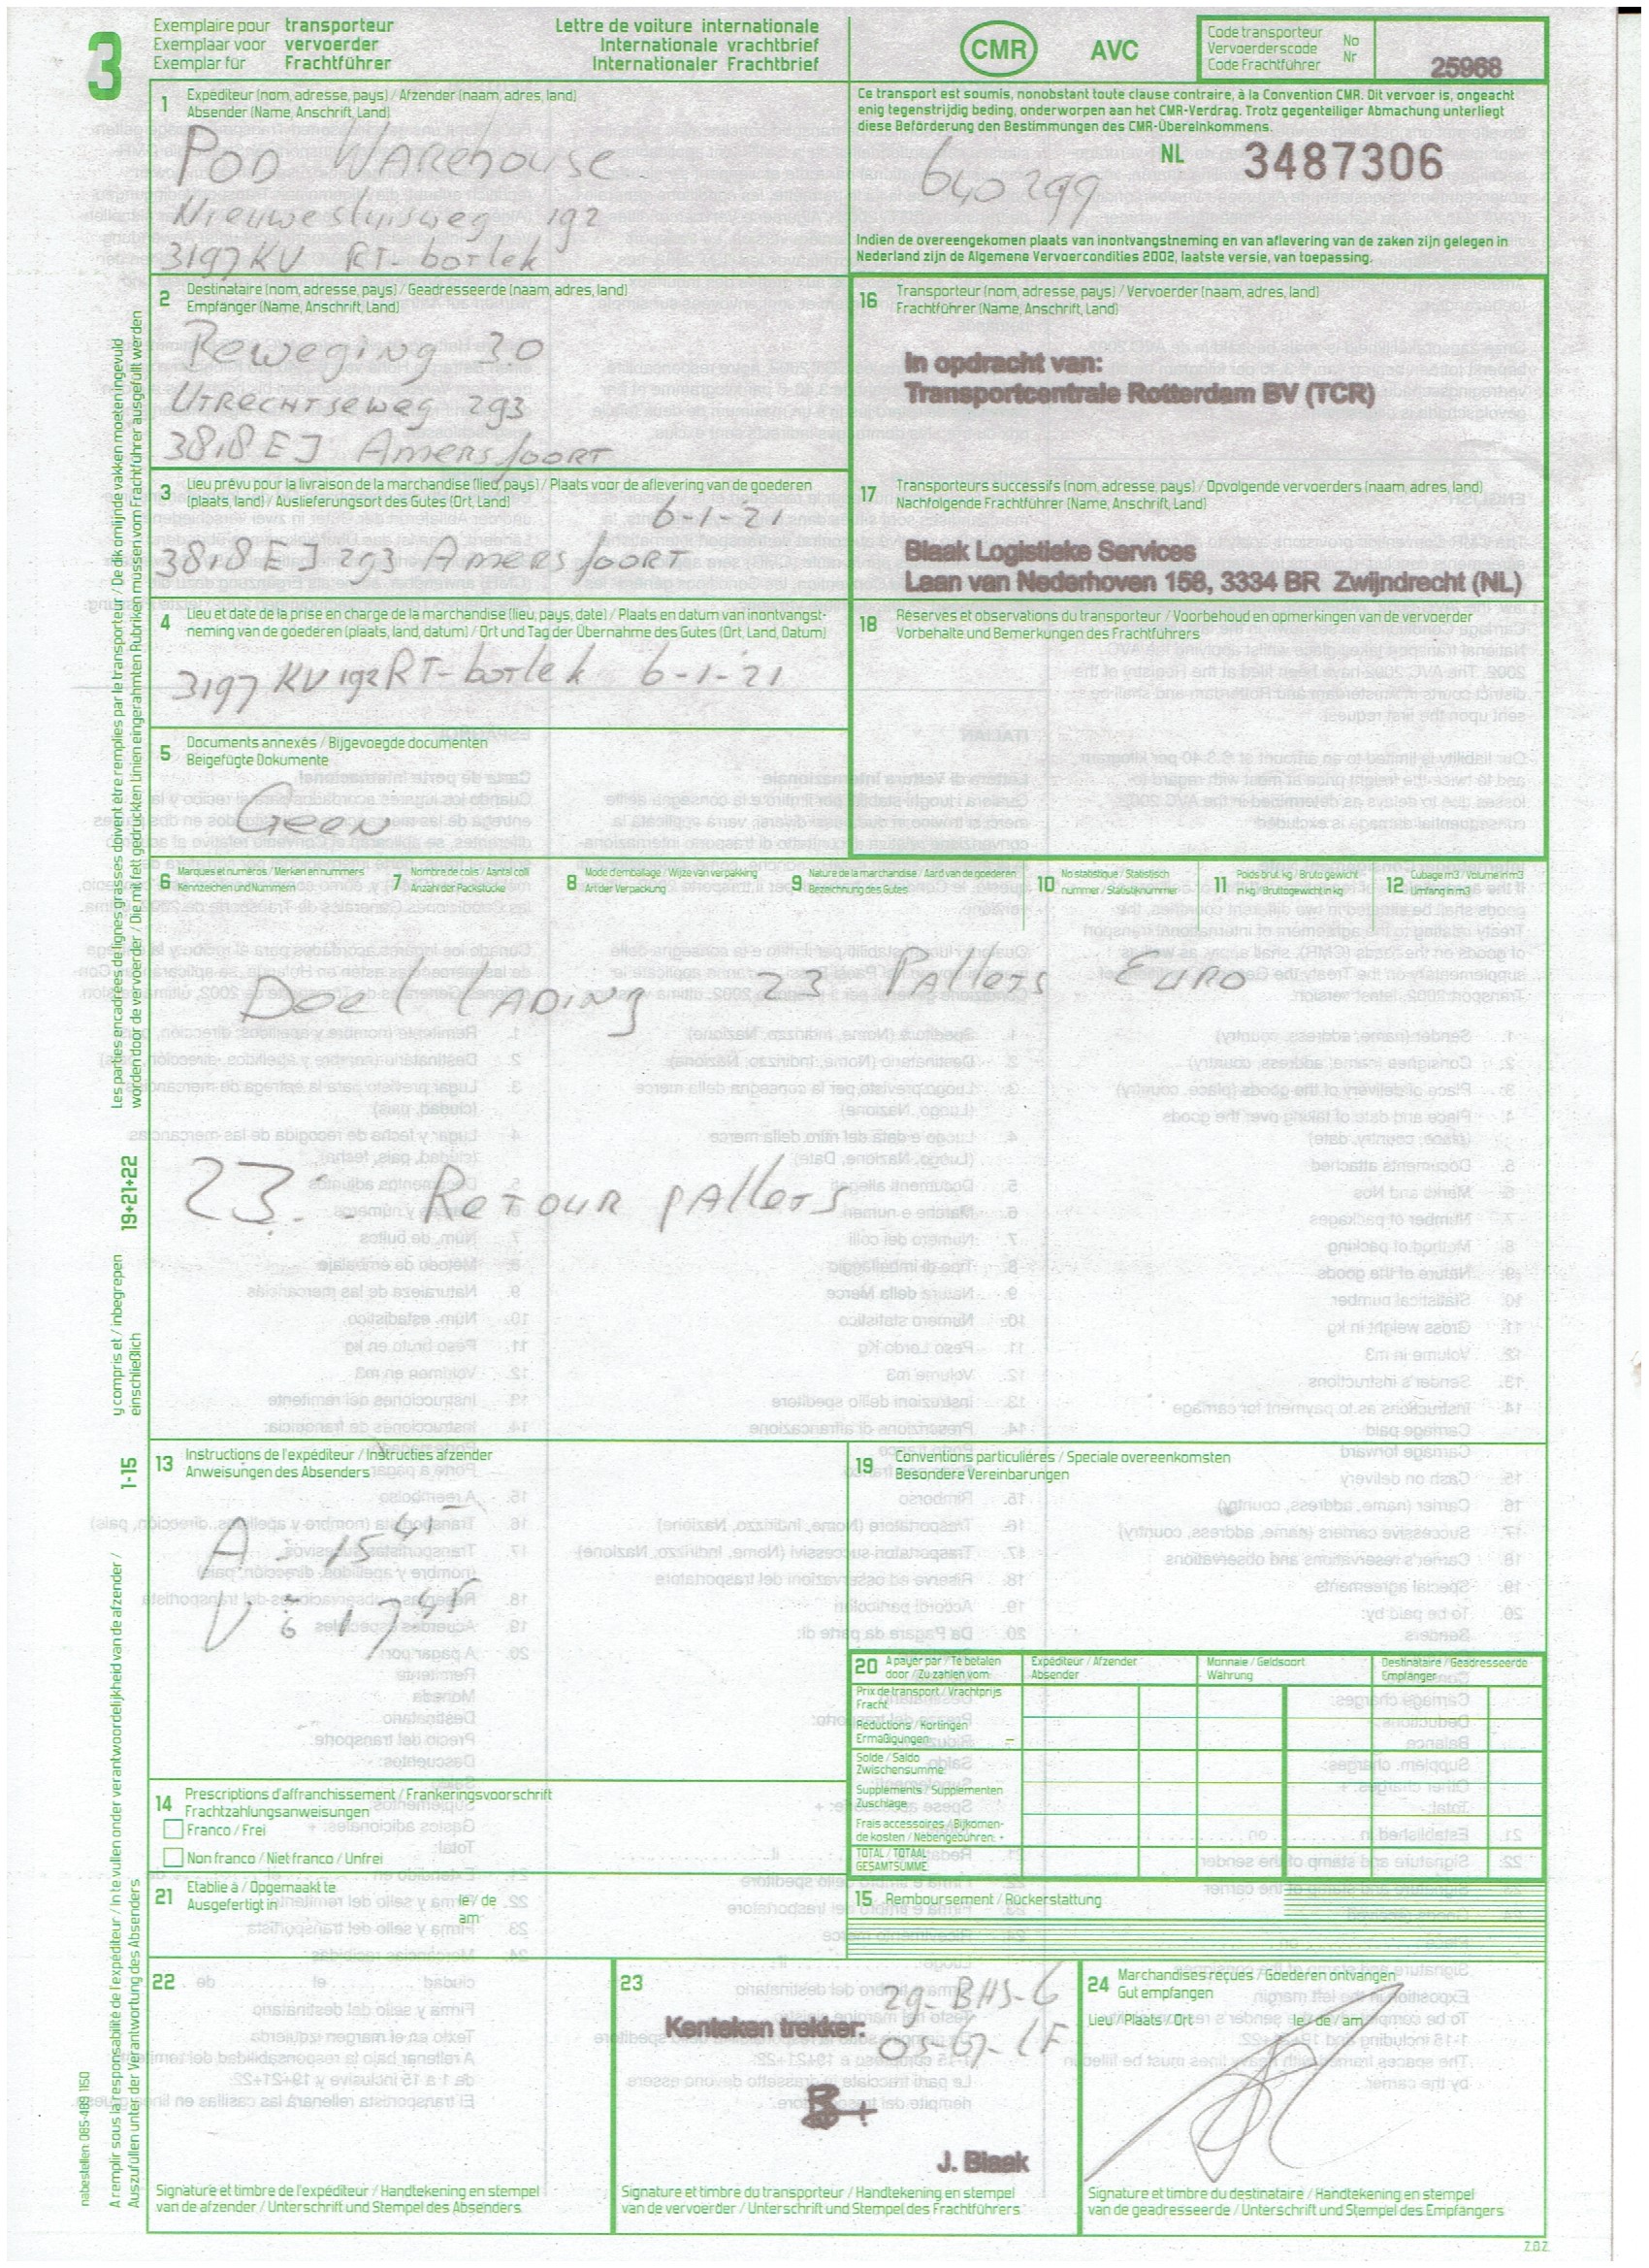 3
Exemplaire pour transporteur
Exemplaar voor vervoerder
Exemplar für Frachtführer
Lettre de voiture internationale
Internationale vrachtbrief
Internationaler Frachtbrief
CMR AVC
Code transporteur
Vervoerderscode
Code Frachtführer
No
Nr
25968
1 Expéditeur (nom, adresse, pays) / Afzender (naam, adres, land)
Absender (Name, Anschrift, Land)
POD WAREHOUSE
Nieuwesluisweg 192
3197 KV RT-botlek
Ce transport est soumis, nonobstant toute clause contraire, à la Convention CMR. Dit vervoer is, ongeacht
enig tegenstrijdig beding, onderworpen aan het CMR-Verdrag. Trotz gegenteiliger Abmachung unterliegt
diese Beförderung den Bestimmungen des CMR-Übereinkommens.
NL 3487306
640299
Indien de overeengekomen plaats van inontvangstneming en van aflevering van de zaken zijn gelegen in
Nederland zijn de Algemene Vervoercondities 2002, laatste versie, van toepassing.
2 Destinataire (nom, adresse, pays) / Geadresseerde (naam, adres, land)
Empfänger (Name, Anschrift, Land)
Beweging 3.0
UTRECHTSEWEG 293
3818 EJ AMERSFOORT
16 Transporteur (nom, adresse, pays) / Vervoerder (naam, adres, land)
Frachtführer (Name, Anschrift, Land)
In opdracht van:
Transportcentrale Rotterdam BV (TCR)
3 Lieu prévu pour la livraison de la marchandise (lieu, pays) / Plaats voor de aflevering van de goederen
(plaats, land) / Auslieferungsort des Gutes (Ort, Land)
6-1-21
3818 EJ 293 AMERSFOORT
17 Transporteurs successifs (nom, adresse, pays) / Opvolgende vervoerders (naam, adres, land)
Nachfolgende Frachtführer (Name, Anschrift, Land)
Blaak Logistieke Services
Laan van Nederhoven 158, 3334 BR Zwijndrecht (NL)
4 Lieu et date de la prise en charge de la marchandise (lieu, pays, date) / Plaats en datum van inontvangst-
neming van de goederen (plaats, land, datum) / Ort und Tag der Übernahme des Gutes (Ort, Land, Datum)
3197 KV 192 RT-botlek 6-1-'21
18 Réserves et observations du transporteur / Voorbehoud en opmerkingen van de vervoerder
Vorbehalte und Bemerkungen des Frachtführers
5 Documents annexés / Bijgevoegde documenten
Beigefügte Dokumente
Geen
6 Marques et numéros / Merken en nummers
Kennzeichen und Nummern
7 Nombre de colis / Aantal colli
Anzahl der Packstücke
8 Mode d'emballage / Wijze van verpakking
Art der Verpackung
9 Nature de la marchandise / Aard van de goederen
Bezeichnung des Gutes
10 No statistique / Statistisch
nummer / Statistiknummer
11 Poids brut, kg / Bruto gewicht
in kg / Bruttogewicht in kg
12 Cubage m3 / Volume in m3
Umfang in m3
Deel LADING 23 Pallets EURO
23 RETOUR pallets
13 Instructions de l'expéditeur / Instructies afzender
Anweisungen des Absenders
A - 15 45
V : 17 45
19 Conventions particulières / Speciale overeenkomsten
Besondere Vereinbarungen
20 A payer par / Te betalen
door / Zu zahlen vom:
Expéditeur / Afzender
Absender
Monnaie / Geldsoort
Währung
Destinataire / Geadresseerde
Empfänger
Prix de transport / Vrachtprijs
Fracht
Réductions / Kortingen
Ermäßigungen: –
Solde / Saldo
Zwischensumme:
Suppléments / Supplementen
Zuschläge
Frais accessoires / Bijkomen-
de kosten / Nebengebühren: +
TOTAL / TOTAAL
GESAMTSUMME:
14 Prescriptions d'affranchissement / Frankeringsvoorschrift
Frachtzahlungsanweisungen
Franco / Frei
Non franco / Niet franco / Unfrei
21 Etablie à / Opgemaakt te
Ausgefertigt in
le / de
am
15 Remboursement / Rückerstattung
22
Signature et timbre de l'expéditeur / Handtekening en stempel
van de afzender / Unterschrift und Stempel des Absenders
23
29-BHS-6
Kenteken trekker:
J. Blaak
Signature et timbre du transporteur / Handtekening en stempel
van de vervoerder / Unterschrift und Stempel des Frachtführers
24 Marchandises reçues / Goederen ontvangen
Gut empfangen
Lieu / Plaats / Ort le / de / am
Signature et timbre du destinataire / Handtekening en stempel
van de geadresseerde / Unterschrift und Stempel des Empfängers
Les parties encadrées de lignes grasses doivent être remplies par le transporteur / De dik omlijnde vakken moeten ingevuld
worden door de vervoerder / Die mit fett gedruckten Linien eingerahmten Rubriken müssen vom Frachtführer ausgefüllt werden
19+21+22
y compris et / inbegrepen
einschließlich
1-15
A remplir sous la responsabilité de l'expéditeur / In te vullen onder verantwoordelijkheid van de afzender /
Auszufüllen unter der Verantwortung des Absenders
nabestellen: 085-489 1150